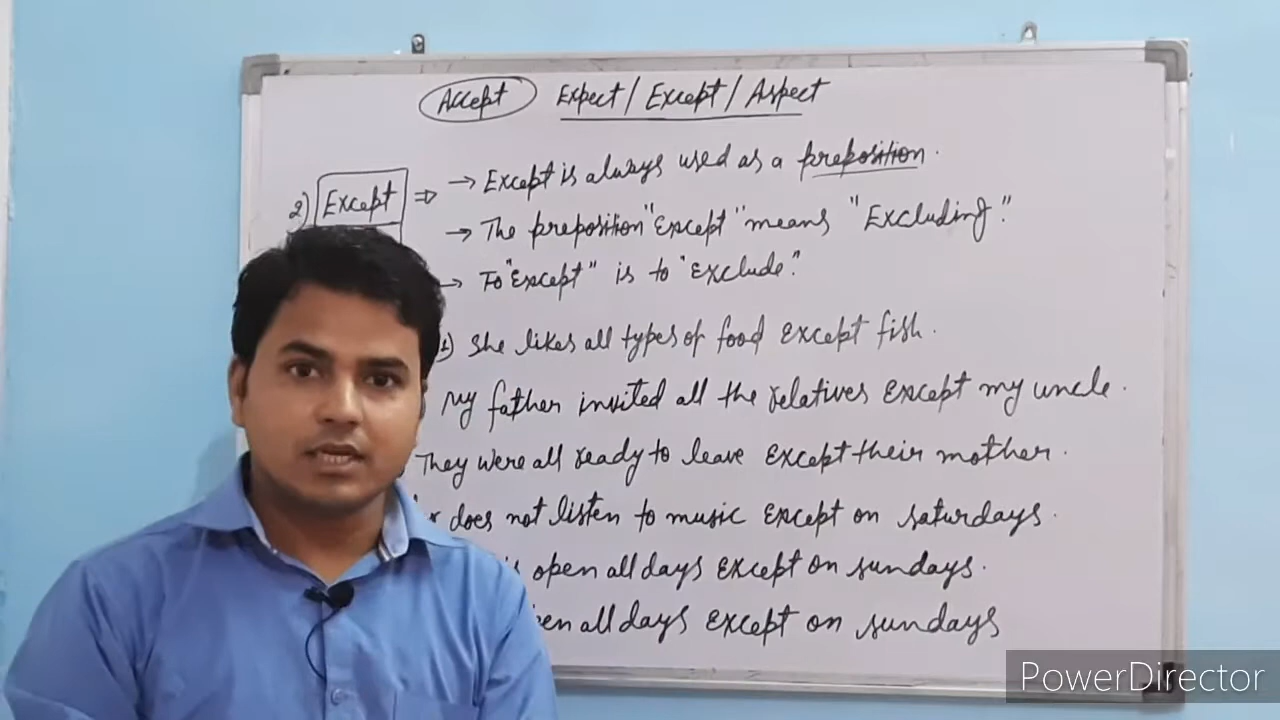 Accept Expect / Except / Aspect
2) Except ⇒ → Except is always used as a preposition.
→ The preposition "Except" means "Excluding."
→ To "Except" is to "Exclude."
1) She likes all types of food except fish.
My father invited all the relatives except my uncle.
They were all ready to leave except their mother.
does not listen to music except on saturdays.
open all days except on sundays.
all days except on sundays
PowerDirector